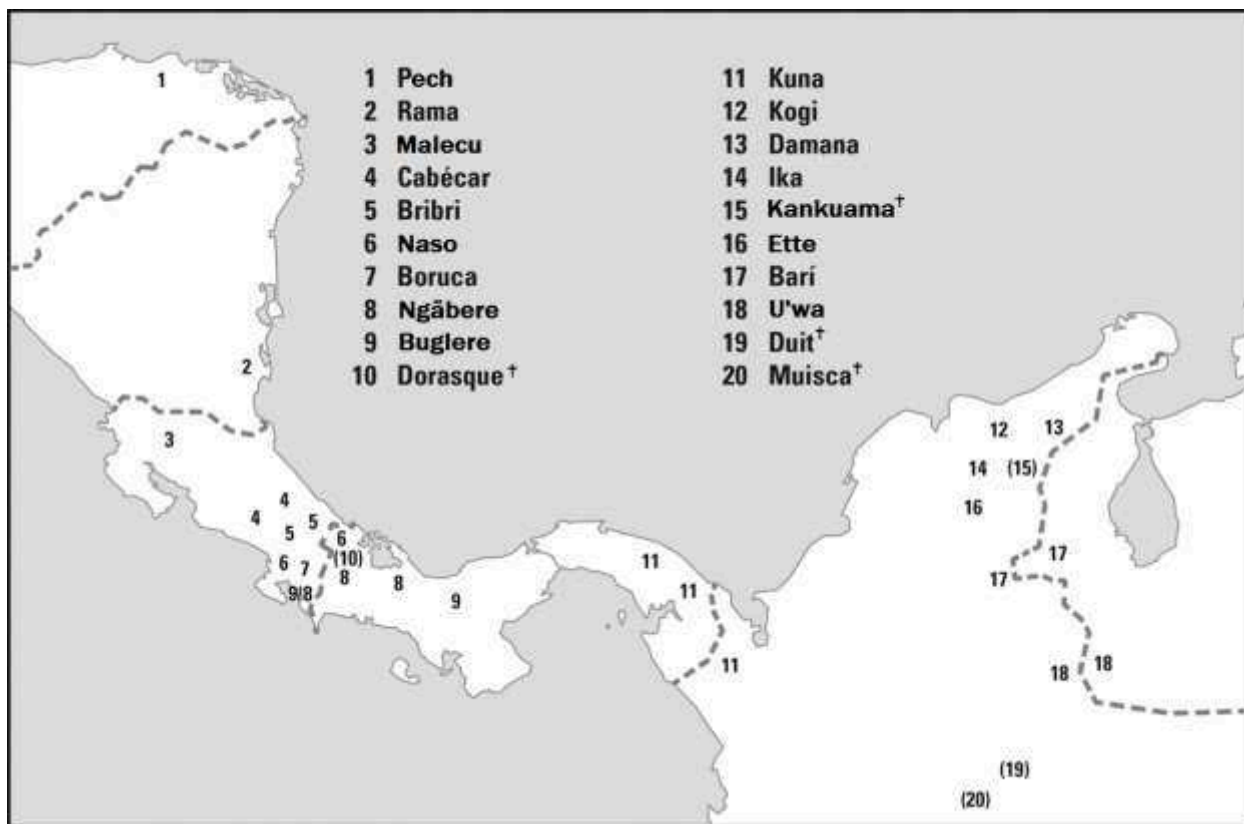 1 Pech
2 Rama
3 Malecu
4 Cabécar
5 Bribri
6 Naso
7 Boruca
8 Ngäbere
9 Buglere
10 Dorasque†
11 Kuna
12 Kogi
13 Damana
14 Ika
15 Kankuama†
16 Ette
17 Barí
18 U'wa
19 Duit†
20 Muisca†
1
2
3
4
4
5
5
6
6
7
(10)
8
8
9
9/8
11
11
11
12
13
14
(15)
16
17
17
18
18
(19)
(20)